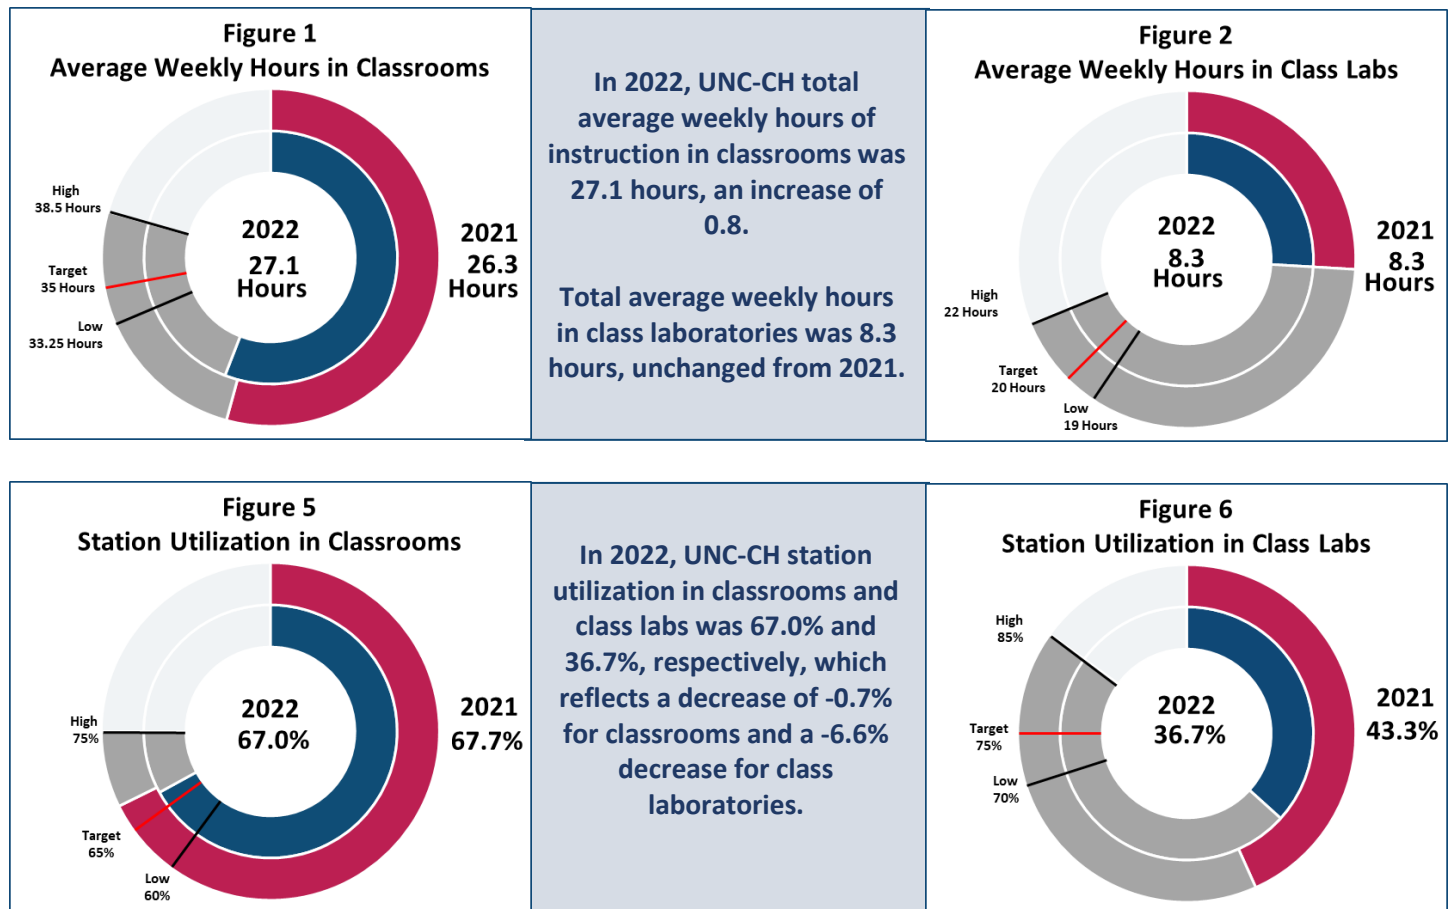 Figure 1
Average Weekly Hours in Classrooms
High
38.5 Hours
Target
35 Hours
Low
33.25 Hours
2022
27.1
Hours
2021
26.3
Hours
In 2022, UNC-CH total
average weekly hours of
instruction in classrooms was
27.1 hours, an increase of
0.8.
Total average weekly hours
in class laboratories was 8.3
hours, unchanged from 2021.
Figure 2
Average Weekly Hours in Class Labs
High
22 Hours
Target
20 Hours
Low
19 Hours
2022
8.3
Hours
2021
8.3
Hours
Figure 5
Station Utilization in Classrooms
High
75%
Target
65%
Low
60%
2022
67.0%
2021
67.7%
In 2022, UNC-CH station
utilization in classrooms and
class labs was 67.0% and
36.7%, respectively, which
reflects a decrease of -0.7%
for classrooms and a -6.6%
decrease for class
laboratories.
Figure 6
Station Utilization in Class Labs
High
85%
Target
75%
Low
70%
2022
36.7%
2021
43.3%